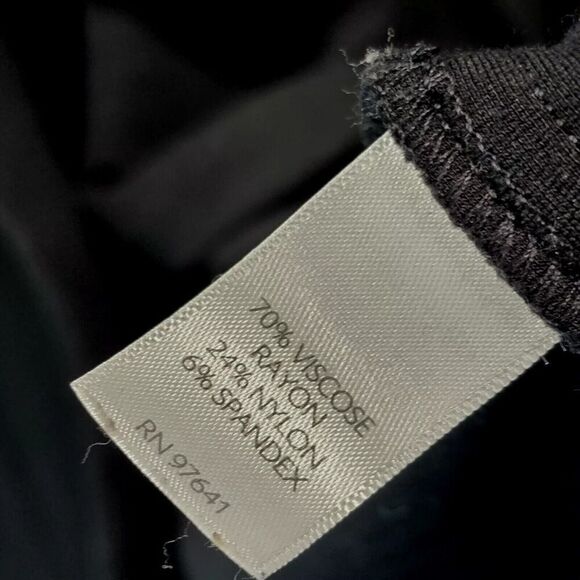 70% VISCOSE
RAYON
24% NYLON
6% SPANDEX
RN 97641